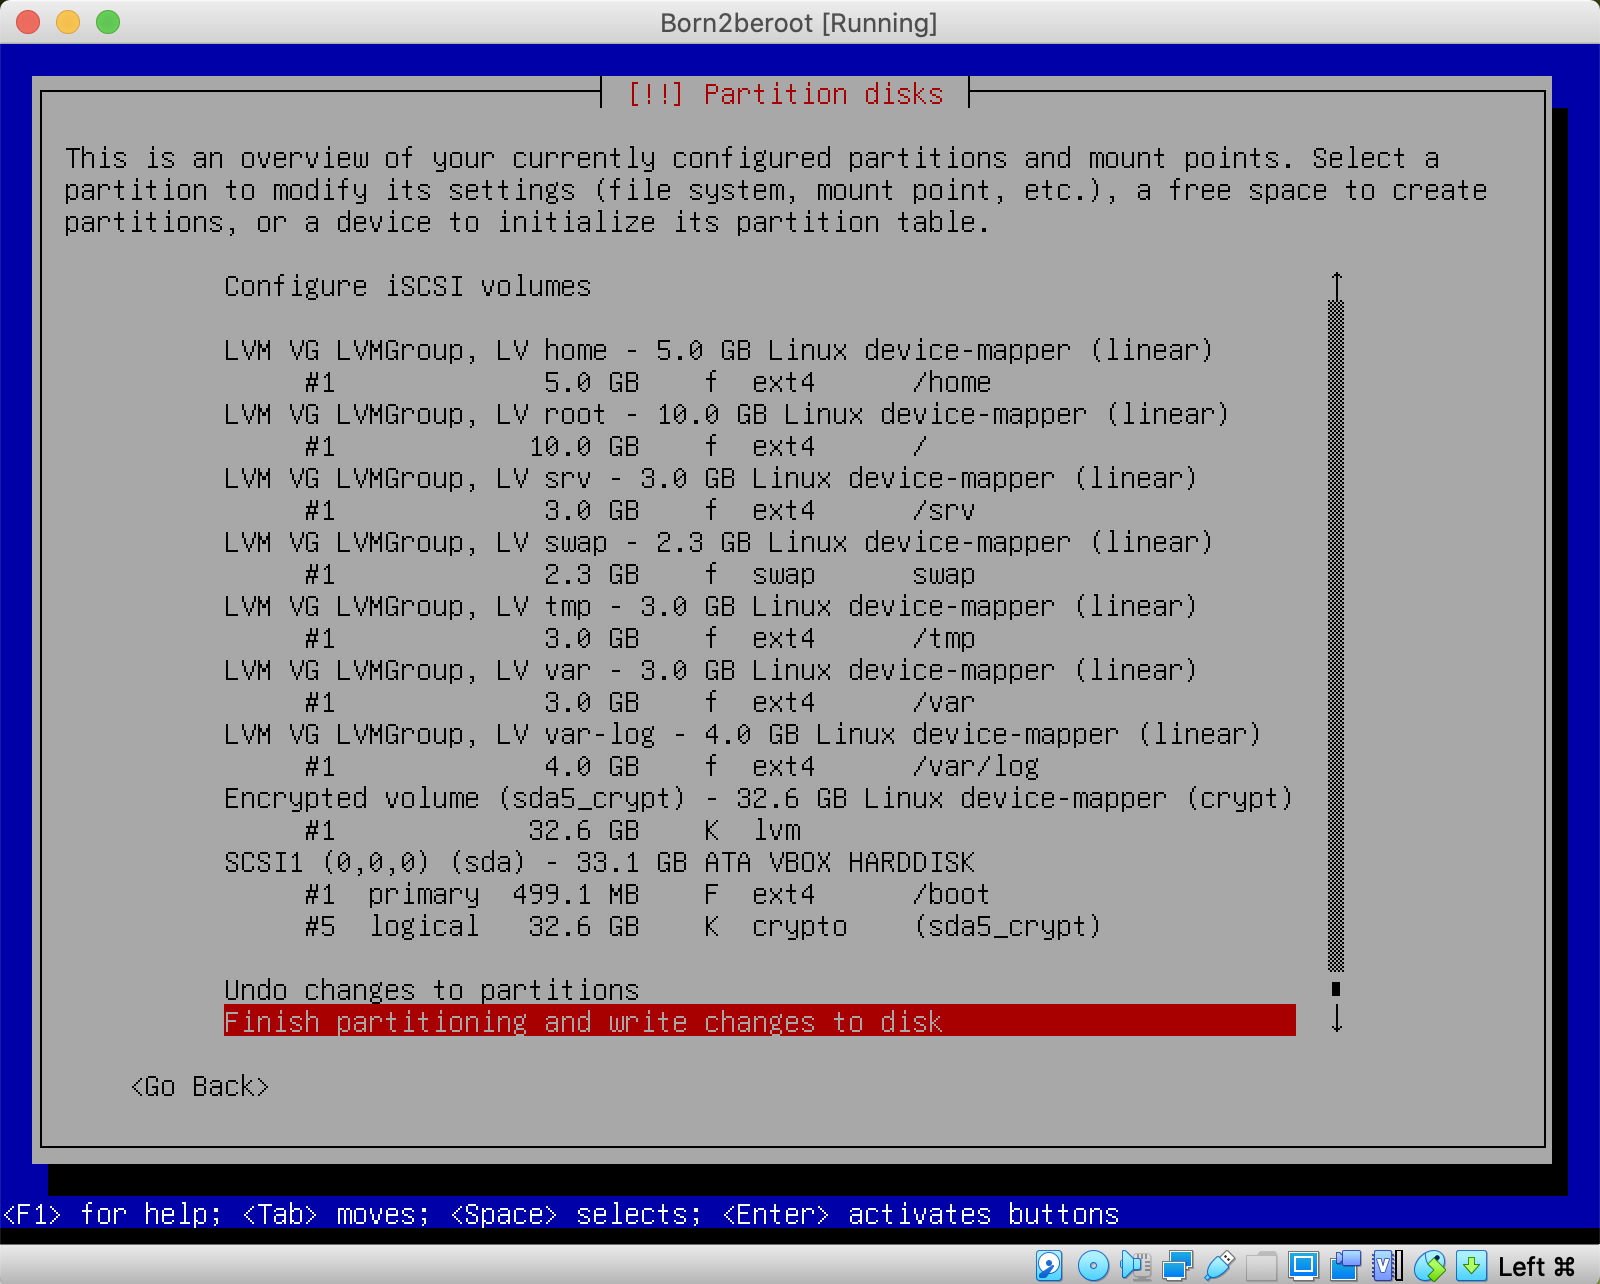 Born2beroot [Running]
[!!] Partition disks
This is an overview of your currently configured partitions and mount points. Select a
partition to modify its settings (file system, mount point, etc.), a free space to create
partitions, or a device to initialize its partition table.
Configure iSCSI volumes
LVM VG LVMGroup, LV home - 5.0 GB Linux device-mapper (linear)
#1 5.0 GB f ext4 /home
LVM VG LVMGroup, LV root - 10.0 GB Linux device-mapper (linear)
#1 10.0 GB f ext4 /
LVM VG LVMGroup, LV srv - 3.0 GB Linux device-mapper (linear)
#1 3.0 GB f ext4 /srv
LVM VG LVMGroup, LV swap - 2.3 GB Linux device-mapper (linear)
#1 2.3 GB f swap swap
LVM VG LVMGroup, LV tmp - 3.0 GB Linux device-mapper (linear)
#1 3.0 GB f ext4 /tmp
LVM VG LVMGroup, LV var - 3.0 GB Linux device-mapper (linear)
#1 3.0 GB f ext4 /var
LVM VG LVMGroup, LV var-log - 4.0 GB Linux device-mapper (linear)
#1 4.0 GB f ext4 /var/log
Encrypted volume (sda5_crypt) - 32.6 GB Linux device-mapper (crypt)
#1 32.6 GB K lvm
SCSI1 (0,0,0) (sda) - 33.1 GB ATA VBOX HARDDISK
#1 primary 499.1 MB F ext4 /boot
#5 logical 32.6 GB K crypto (sda5_crypt)
Undo changes to partitions
Finish partitioning and write changes to disk
<Go Back>
<F1> for help; <Tab> moves; <Space> selects; <Enter> activates buttons
Left ⌘